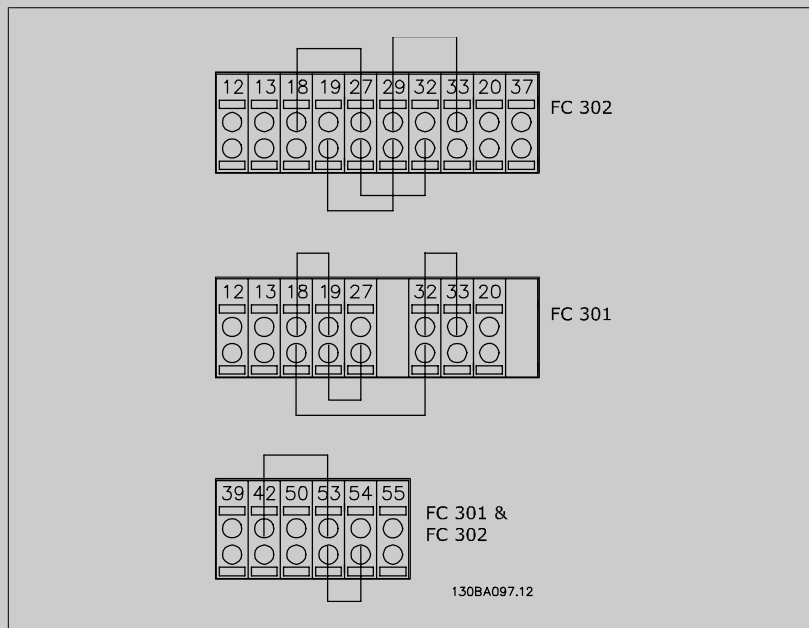 12 13 18 19 27 29 32 33 20 37
FC 302
12 13 18 19 27 32 33 20
FC 301
39 42 50 53 54 55
FC 301 &
FC 302
130BA097.12